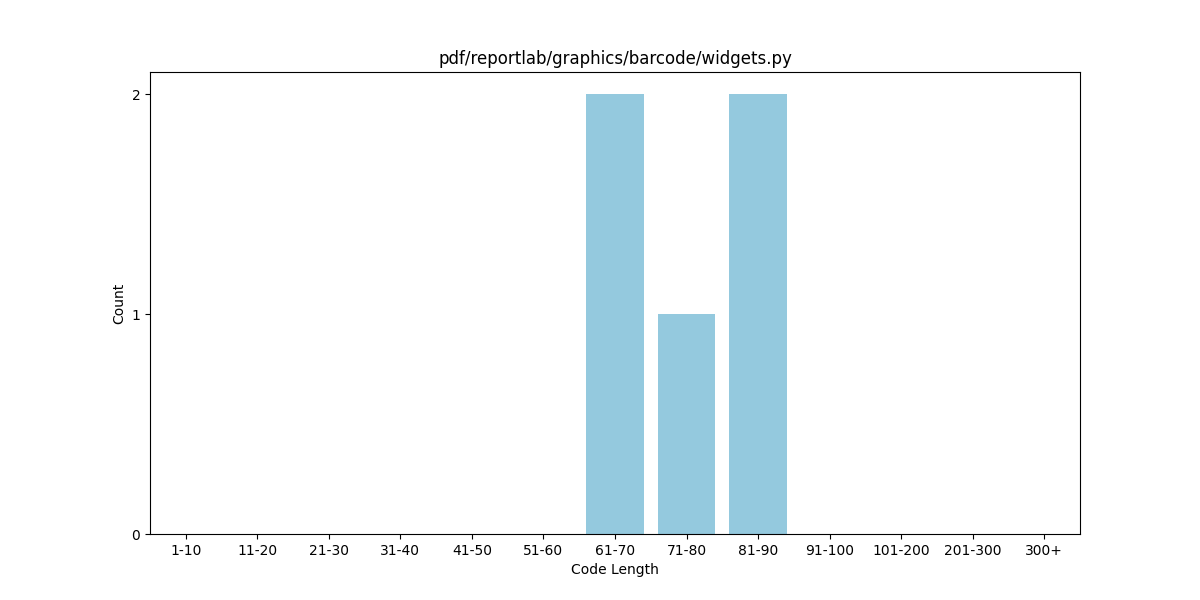 pdf/reportlab/graphics/barcode/widgets.py
2
1
0
Count
1-10 11-20 21-30 31-40 41-50 51-60 61-70 71-80 81-90 91-100 101-200 201-300 300+
Code Length